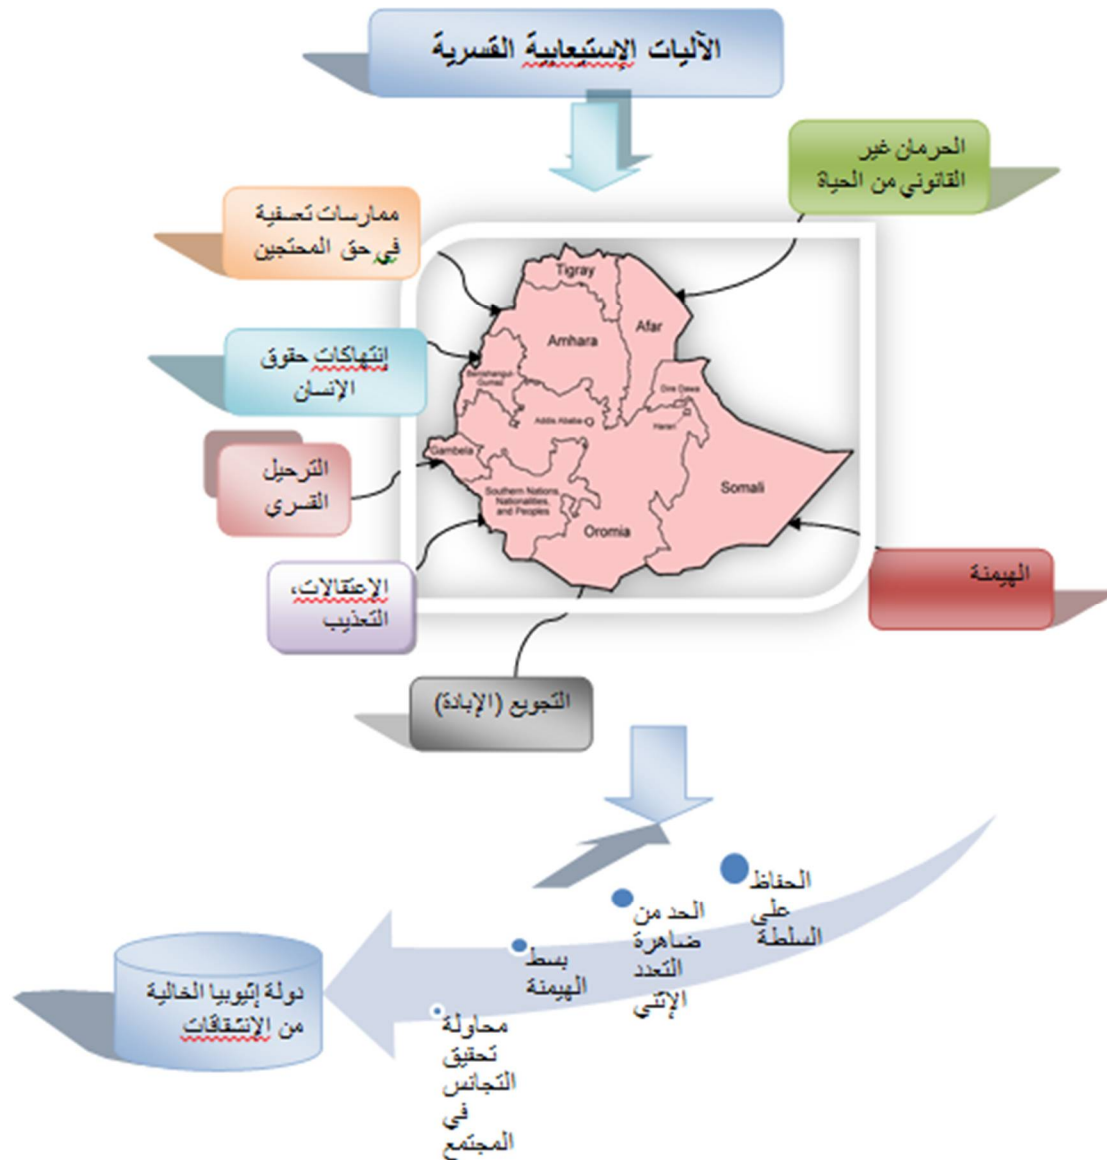 الآليات الإستيعابية القسرية
الحرمان غير
القانوني من الحياة
ممارسات تعسفية
في حق المحتجين
إنتهاكات حقوق
الإنسان
الترحيل
القسري
الإعتقالات،
التعذيب
التجويع (الإبادة)
الهيمنة
Tigray
Afar
Amhara
Benishangul-
Gumuz
Dire Dawa
Addis Ababa
Harari
Gambela
Somali
Southern Nations,
Nationalities,
and Peoples
Oromia
الحفاظ
على
السلطة
الحد من
ضاهرة
التعدد
الإثني
بسط
الهيمنة
محاولة
تحقيق
التجانس
في
المجتمع
دولة إثيوبيا الخالية
من الإنشقاقات